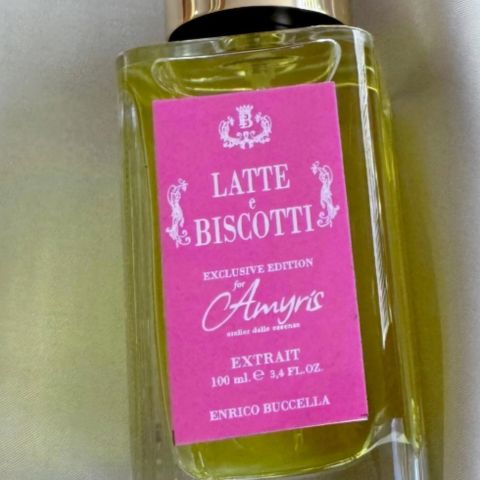 B
LATTE
e
BISCOTTI
EXCLUSIVE EDITION
for
Amyris
atelier delle essenze
EXTRAIT
100 ml. ℮ 3,4 FL.OZ.
ENRICO BUCCELLA